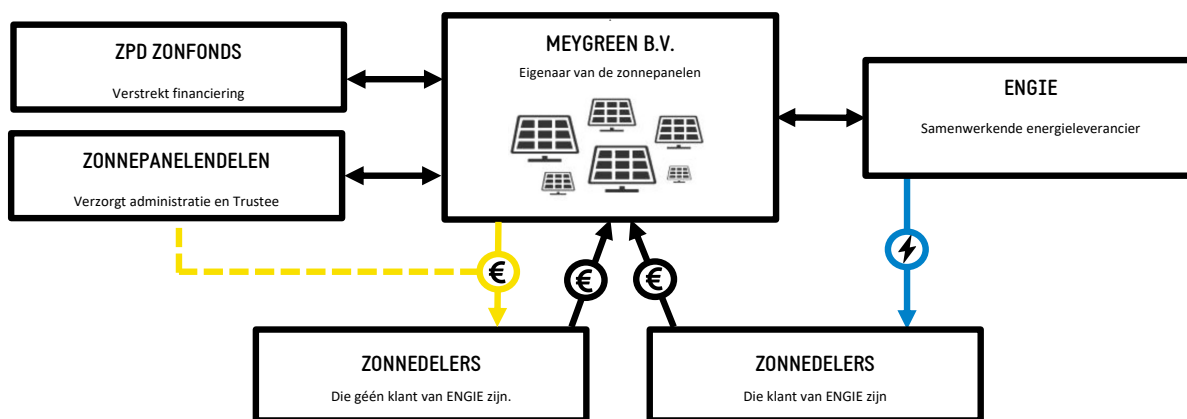 ZPD ZONFONDS
Verstrekt financiering
MEYGREEN B.V.
Eigenaar van de zonnepanelen
ENGIE
Samenwerkende energieleverancier
ZONNEPANELENDELEN
Verzorgt administratie en Trustee
€
€
€
ZONNEDELERS
Die géén klant van ENGIE zijn.
ZONNEDELERS
Die klant van ENGIE zijn